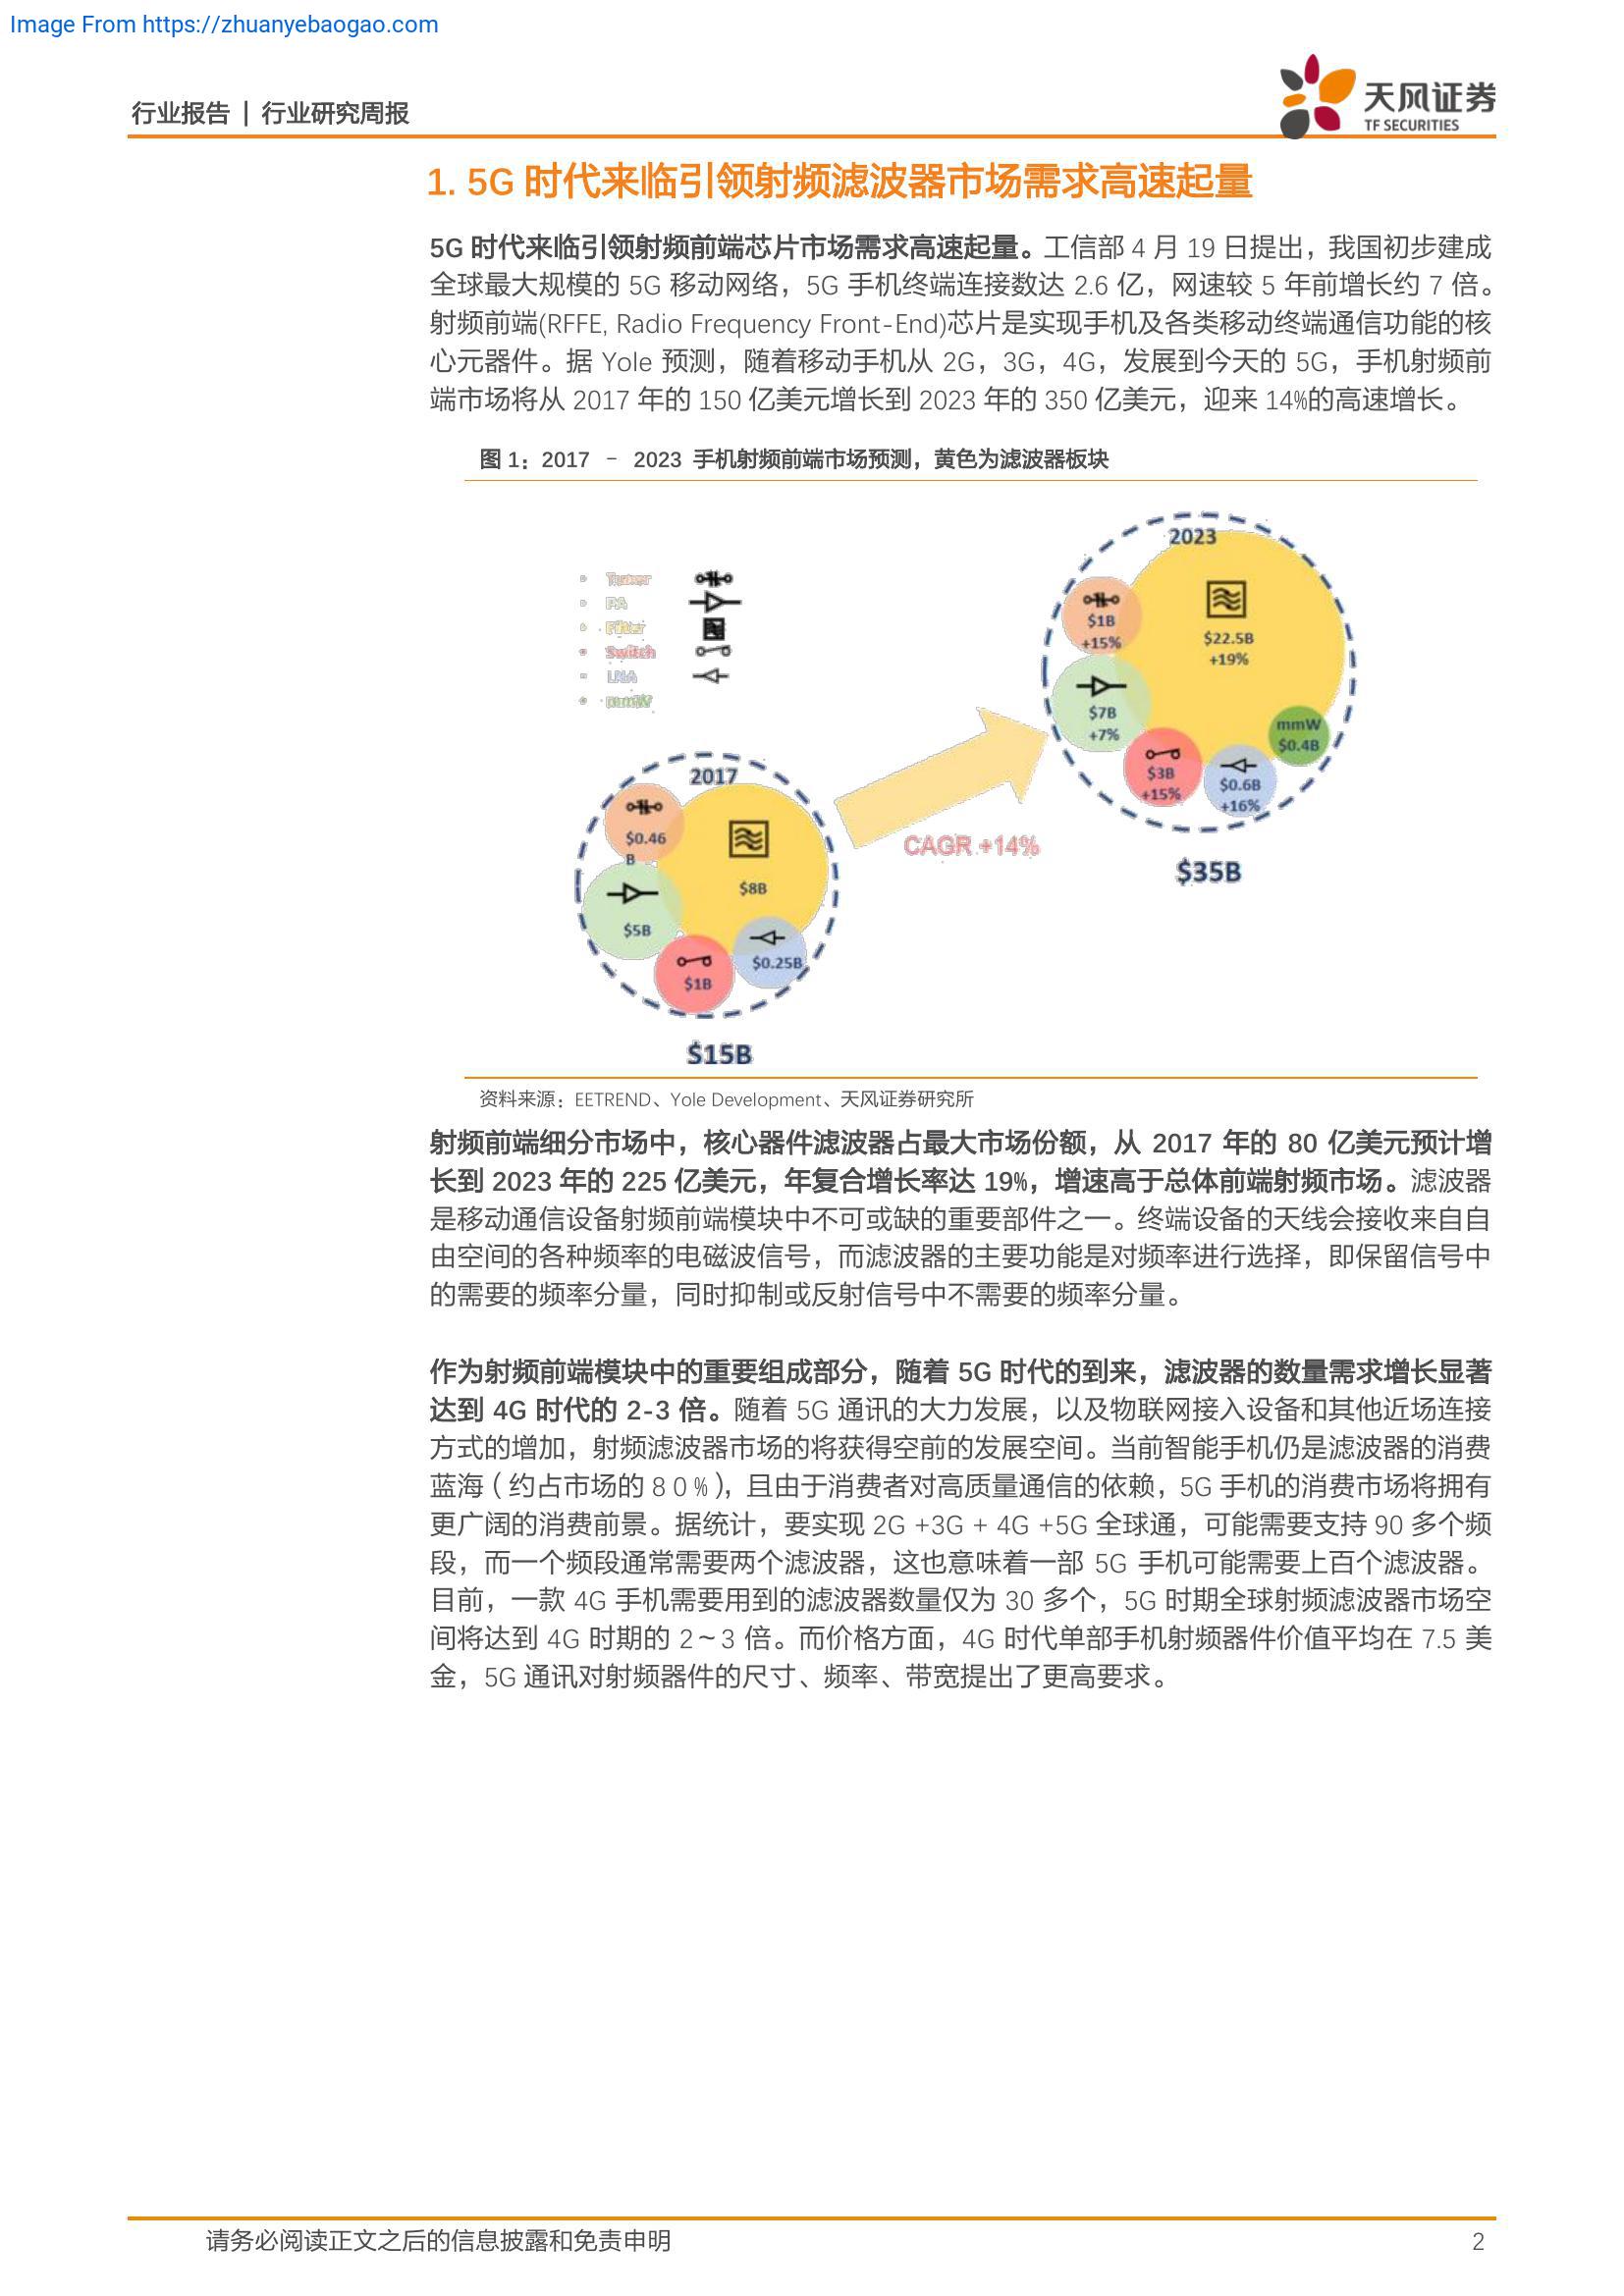 Image From https://zhuanyebaogao.com
行业报告 | 行业研究周报
天风证券
TF SECURITIES
1. 5G 时代来临引领射频滤波器市场需求高速起量
5G 时代来临引领射频前端芯片市场需求高速起量。工信部 4 月 19 日提出，我国初步建成
全球最大规模的 5G 移动网络，5G 手机终端连接数达 2.6 亿，网速较 5 年前增长约 7 倍。
射频前端(RFFE, Radio Frequency Front-End)芯片是实现手机及各类移动终端通信功能的核
心元器件。据 Yole 预测，随着移动手机从 2G，3G，4G，发展到今天的 5G，手机射频前
端市场将从 2017 年的 150 亿美元增长到 2023 年的 350 亿美元，迎来 14%的高速增长。
图 1：2017 – 2023 手机射频前端市场预测，黄色为滤波器板块
Tuner
PA
Filter
Switch
LNA
mmW
2017
$0.46
B
$8B
$5B
$1B
$0.25B
$15B
CAGR +14%
2023
$1B
+15%
$22.5B
+19%
$7B
+7%
mmW
$0.4B
$3B
+15%
$0.6B
+16%
$35B
资料来源：EETREND、Yole Development、天风证券研究所
射频前端细分市场中，核心器件滤波器占最大市场份额，从 2017 年的 80 亿美元预计增
长到 2023 年的 225 亿美元，年复合增长率达 19%，增速高于总体前端射频市场。滤波器
是移动通信设备射频前端模块中不可或缺的重要部件之一。终端设备的天线会接收来自自
由空间的各种频率的电磁波信号，而滤波器的主要功能是对频率进行选择，即保留信号中
的需要的频率分量，同时抑制或反射信号中不需要的频率分量。
作为射频前端模块中的重要组成部分，随着 5G 时代的到来，滤波器的数量需求增长显著
达到 4G 时代的 2-3 倍。随着 5G 通讯的大力发展，以及物联网接入设备和其他近场连接
方式的增加，射频滤波器市场的将获得空前的发展空间。当前智能手机仍是滤波器的消费
蓝海（约占市场的 8 0 %），且由于消费者对高质量通信的依赖，5G 手机的消费市场将拥有
更广阔的消费前景。据统计，要实现 2G +3G + 4G +5G 全球通，可能需要支持 90 多个频
段，而一个频段通常需要两个滤波器，这也意味着一部 5G 手机可能需要上百个滤波器。
目前，一款 4G 手机需要用到的滤波器数量仅为 30 多个，5G 时期全球射频滤波器市场空
间将达到 4G 时期的 2～3 倍。而价格方面，4G 时代单部手机射频器件价值平均在 7.5 美
金，5G 通讯对射频器件的尺寸、频率、带宽提出了更高要求。
请务必阅读正文之后的信息披露和免责申明
2